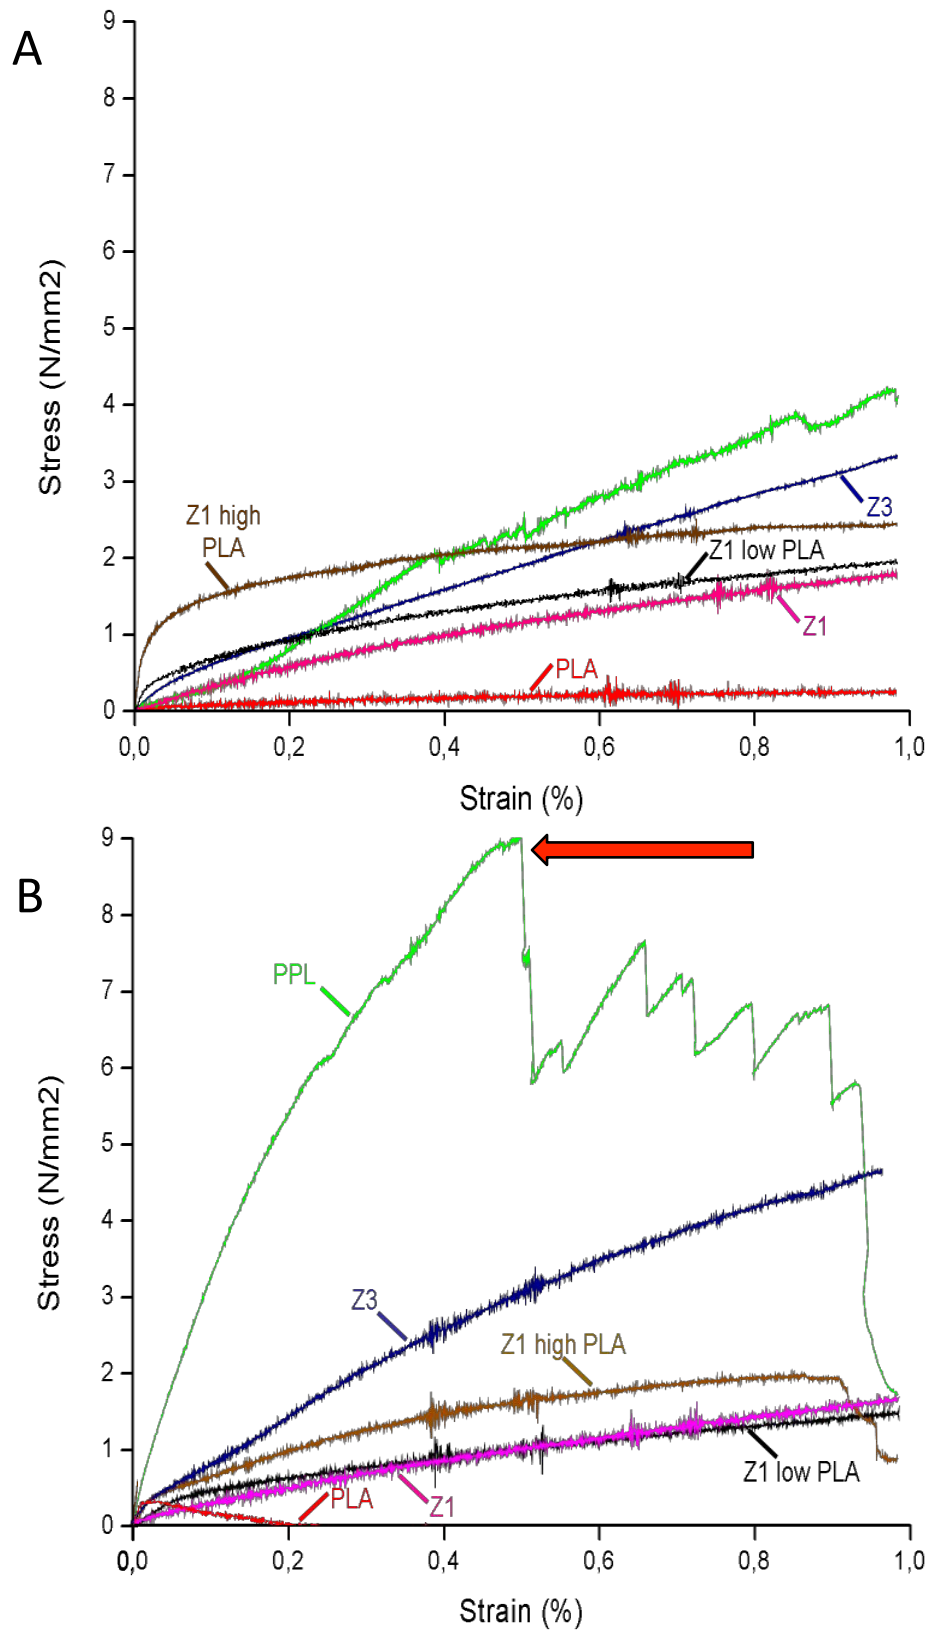 A
9
8
7
6
5
4
3
2
1
0
Stress (N/mm2)
Z1 high
PLA
Z3
Z1 low PLA
Z1
PLA
0,0
0,2
0,4
0,6
0,8
1,0
Strain (%)
B
9
8
7
6
5
4
3
2
1
0
Stress (N/mm2)
PPL
Z3
Z1 high PLA
Z1 low PLA
PLA
Z1
0,
0,2
0,4
0,6
0,8
1,0
Strain (%)